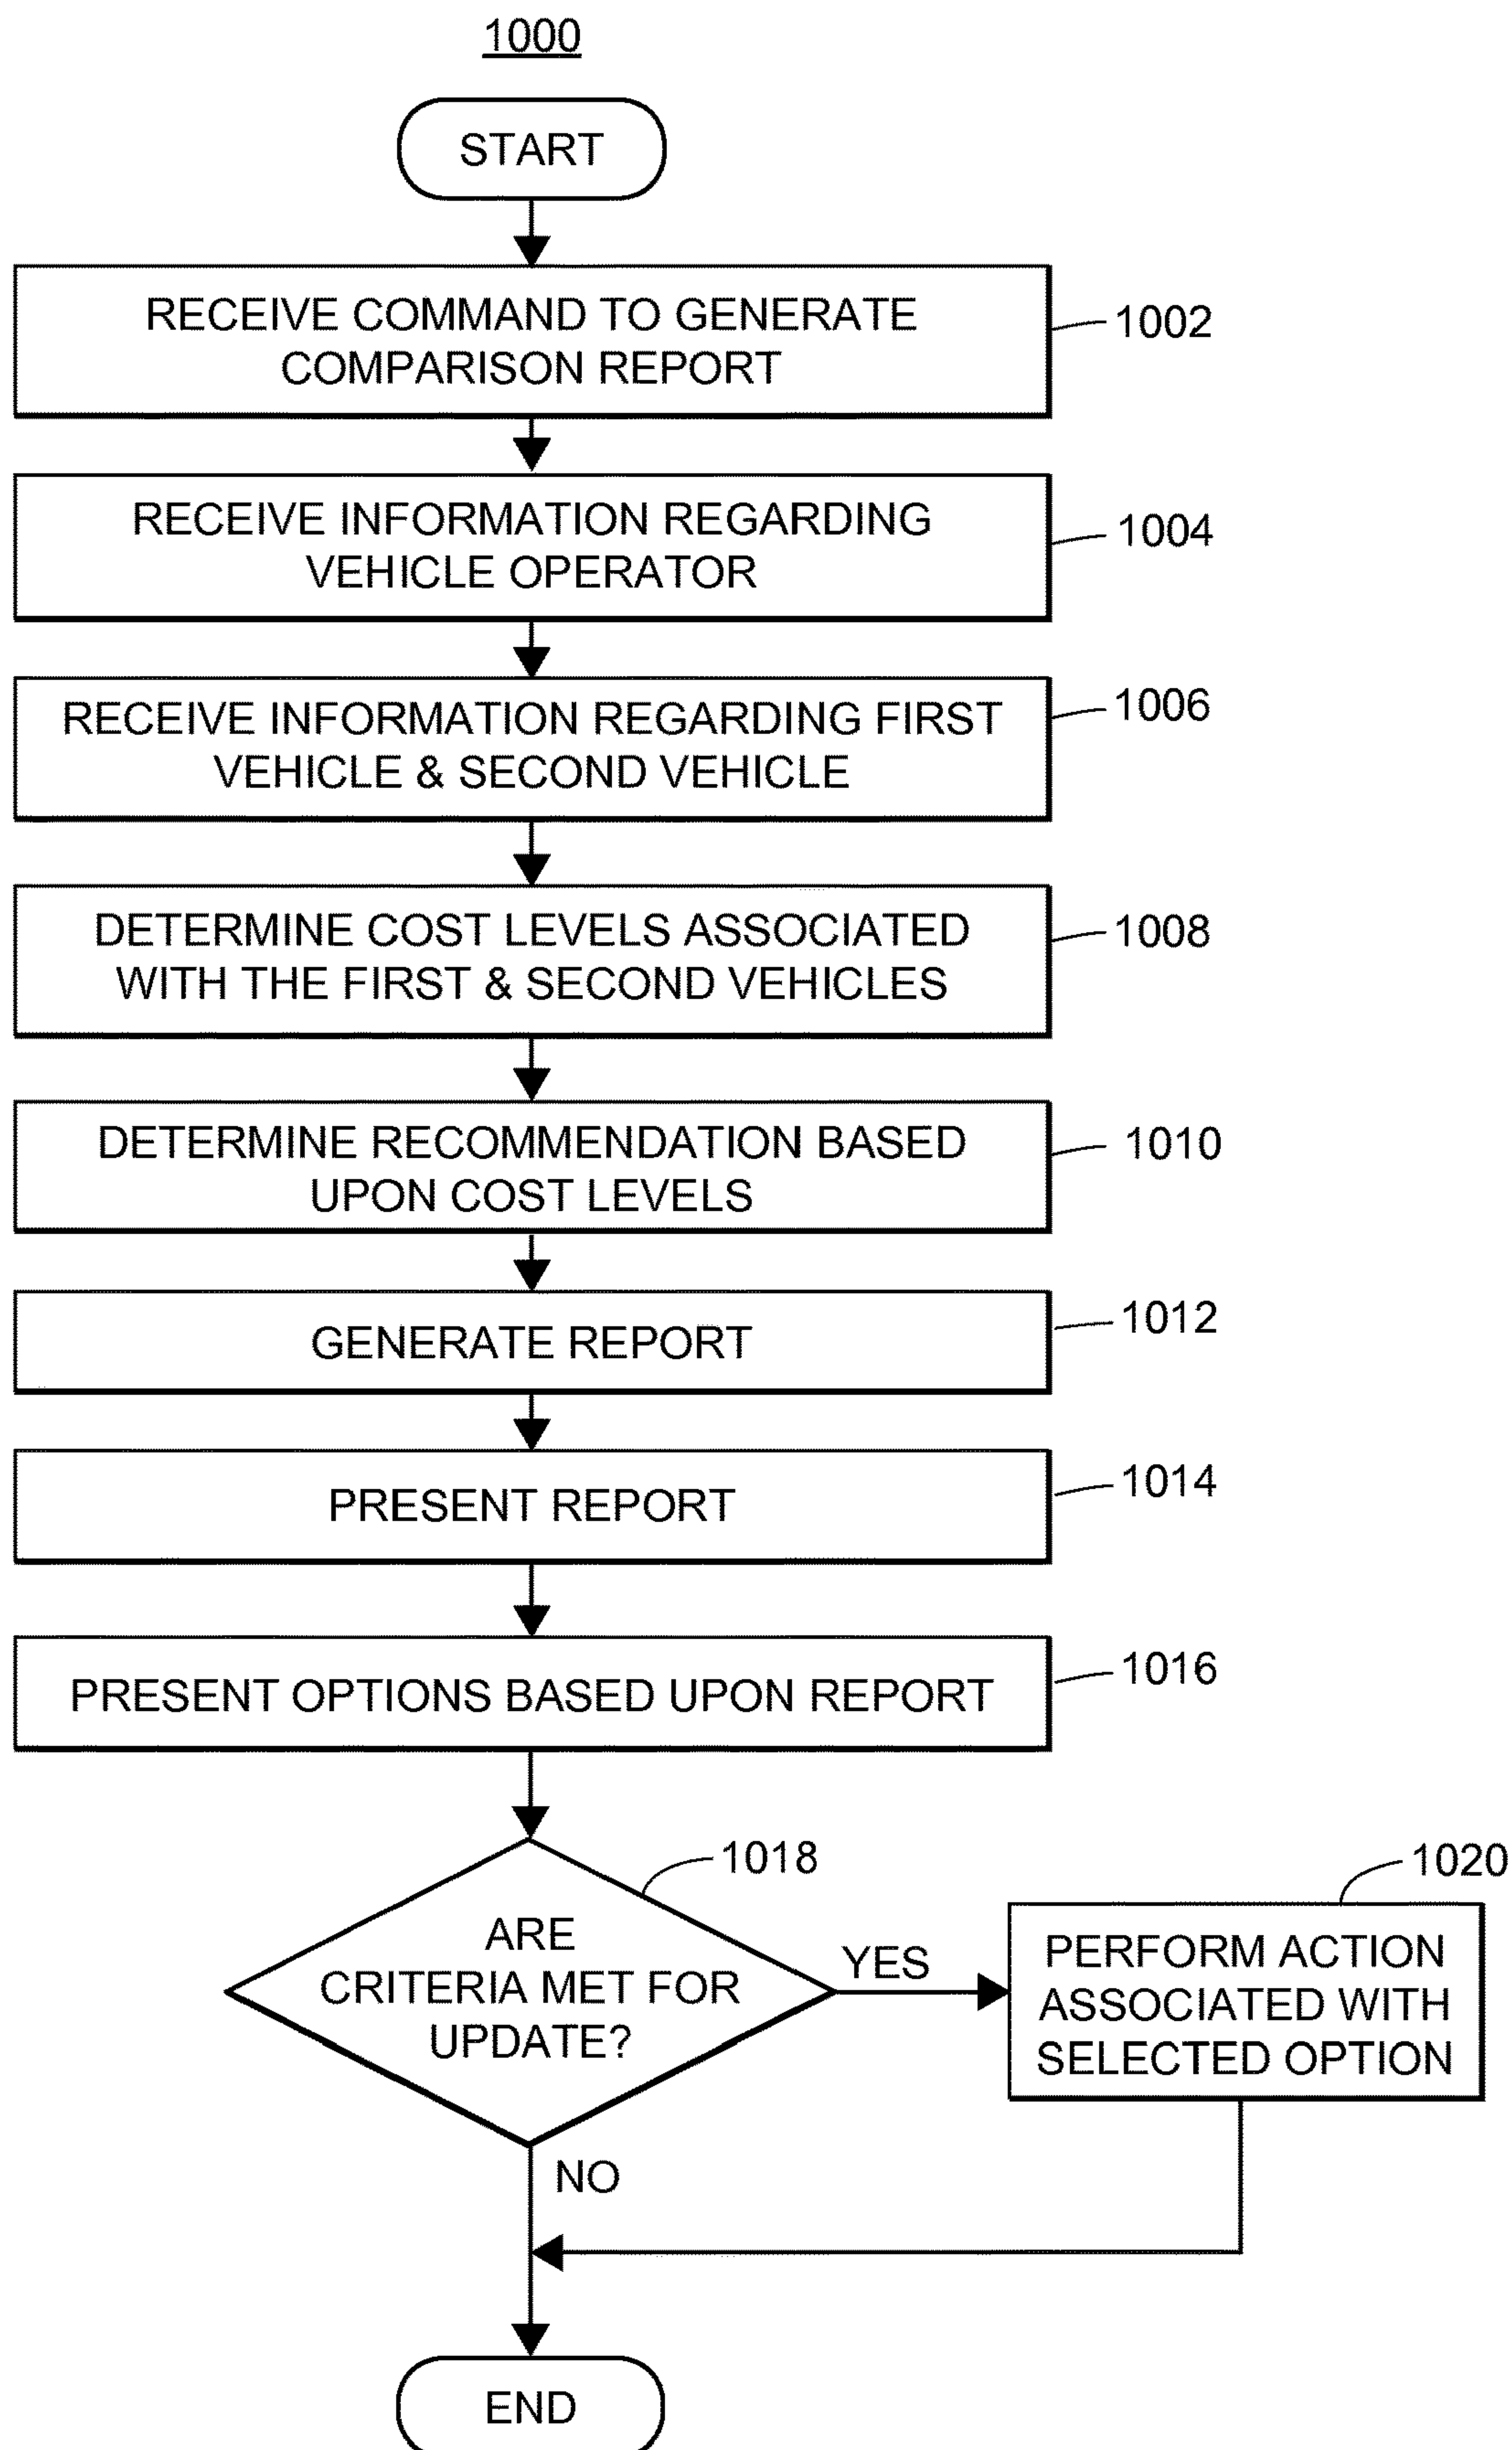 1000
START
RECEIVE COMMAND TO GENERATE
COMPARISON REPORT
1002
RECEIVE INFORMATION REGARDING
VEHICLE OPERATOR
1004
RECEIVE INFORMATION REGARDING FIRST
VEHICLE & SECOND VEHICLE
1006
DETERMINE COST LEVELS ASSOCIATED
WITH THE FIRST & SECOND VEHICLES
1008
DETERMINE RECOMMENDATION BASED
UPON COST LEVELS
1010
GENERATE REPORT
1012
PRESENT REPORT
1014
PRESENT OPTIONS BASED UPON REPORT
1016
ARE
CRITERIA MET FOR
UPDATE?
1018
YES
PERFORM ACTION
ASSOCIATED WITH
SELECTED OPTION
1020
NO
END